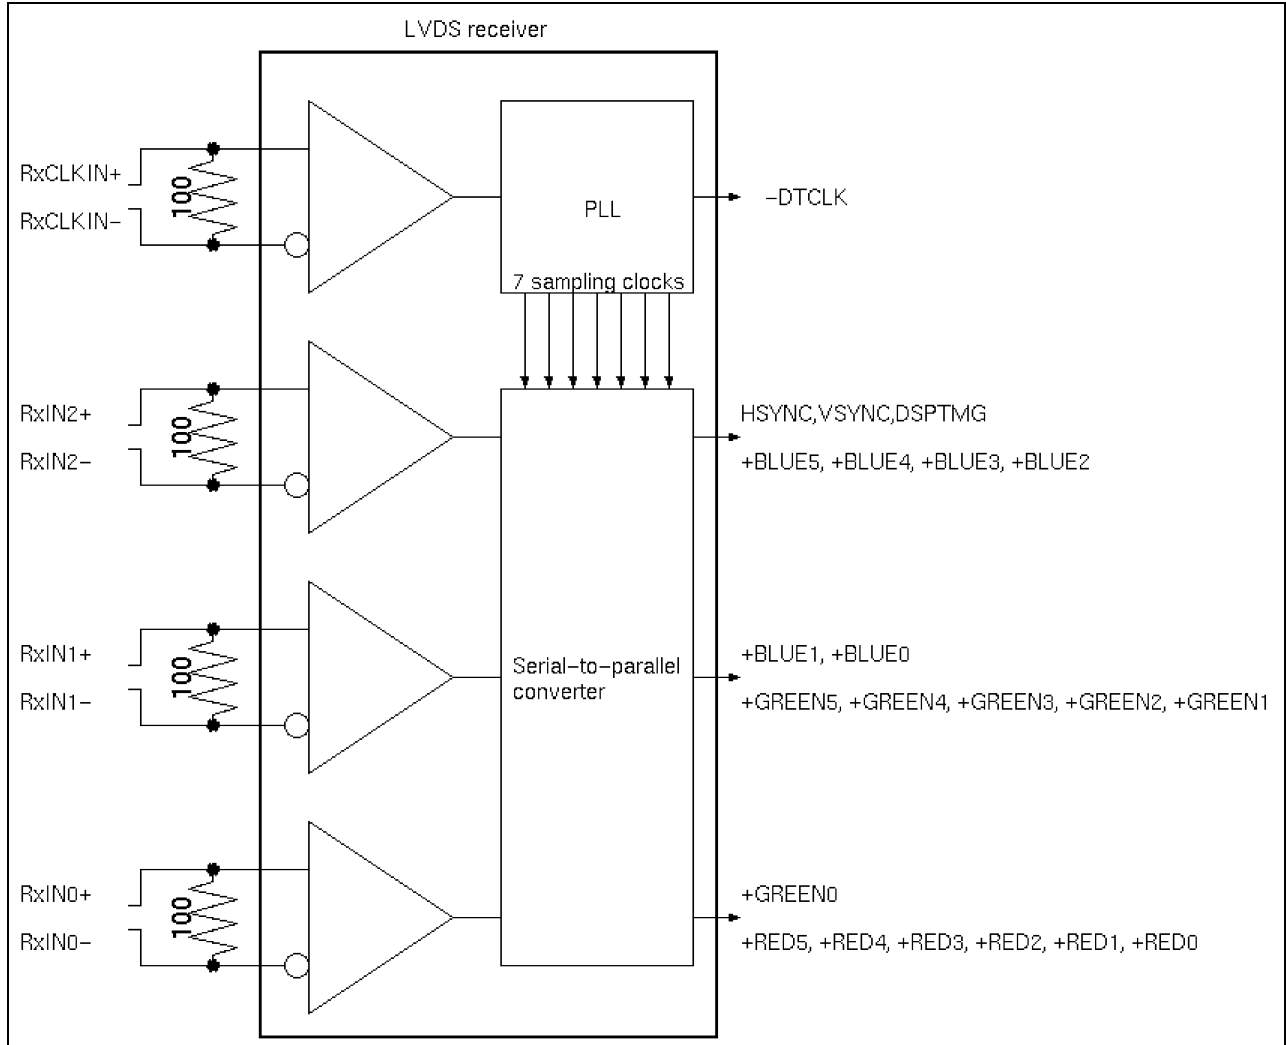 LVDS receiver
RxCLKIN+
RxCLKIN-
100
PLL
-DTCLK
7 sampling clocks
RxIN2+
RxIN2-
100
HSYNC,VSYNC,DSPTMG
+BLUE5, +BLUE4, +BLUE3, +BLUE2
RxIN1+
RxIN1-
100
Serial-to-parallel
converter
+BLUE1, +BLUE0
+GREEN5, +GREEN4, +GREEN3, +GREEN2, +GREEN1
RxIN0+
RxIN0-
100
+GREEN0
+RED5, +RED4, +RED3, +RED2, +RED1, +RED0